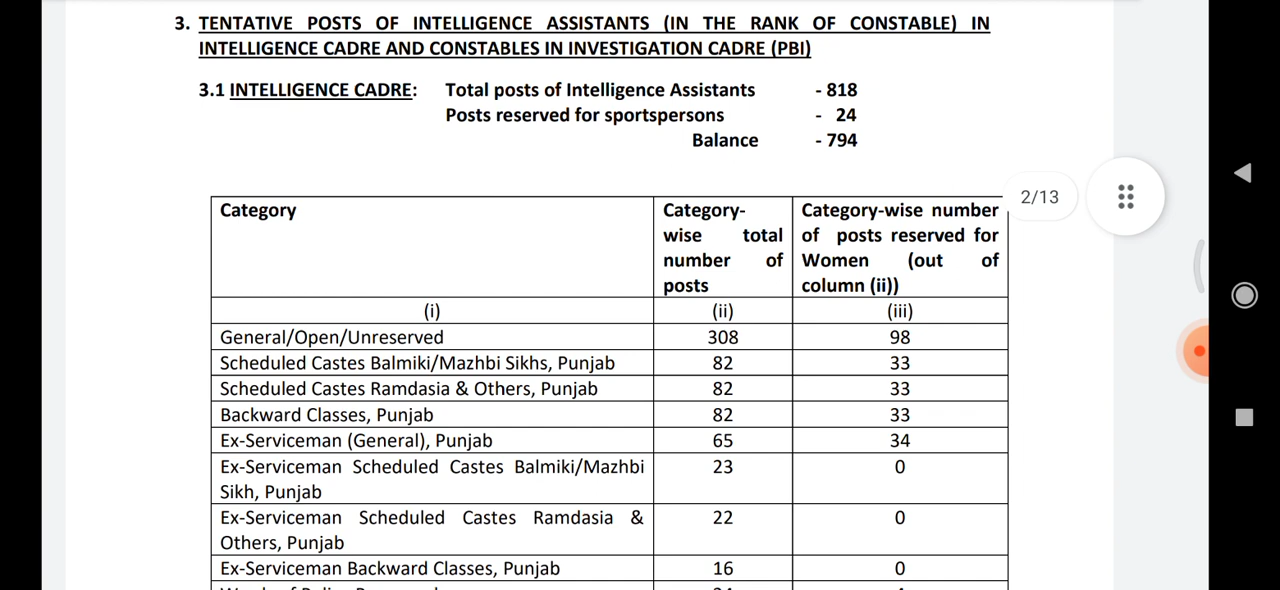 3. TENTATIVE POSTS OF INTELLIGENCE ASSISTANTS (IN THE RANK OF CONSTABLE) IN
INTELLIGENCE CADRE AND CONSTABLES IN INVESTIGATION CADRE (PBI)
3.1 INTELLIGENCE CADRE: Total posts of Intelligence Assistants - 818
Posts reserved for sportspersons - 24
Balance - 794
2/13
Category Category- Category-wise number
wise total of posts reserved for
number of Women (out of
posts column (ii))
(i) (ii) (iii)
General/Open/Unreserved 308 98
Scheduled Castes Balmiki/Mazhbi Sikhs, Punjab 82 33
Scheduled Castes Ramdasia & Others, Punjab 82 33
Backward Classes, Punjab 82 33
Ex-Serviceman (General), Punjab 65 34
Ex-Serviceman Scheduled Castes Balmiki/Mazhbi 23 0
Sikh, Punjab
Ex-Serviceman Scheduled Castes Ramdasia & 22 0
Others, Punjab
Ex-Serviceman Backward Classes, Punjab 16 0